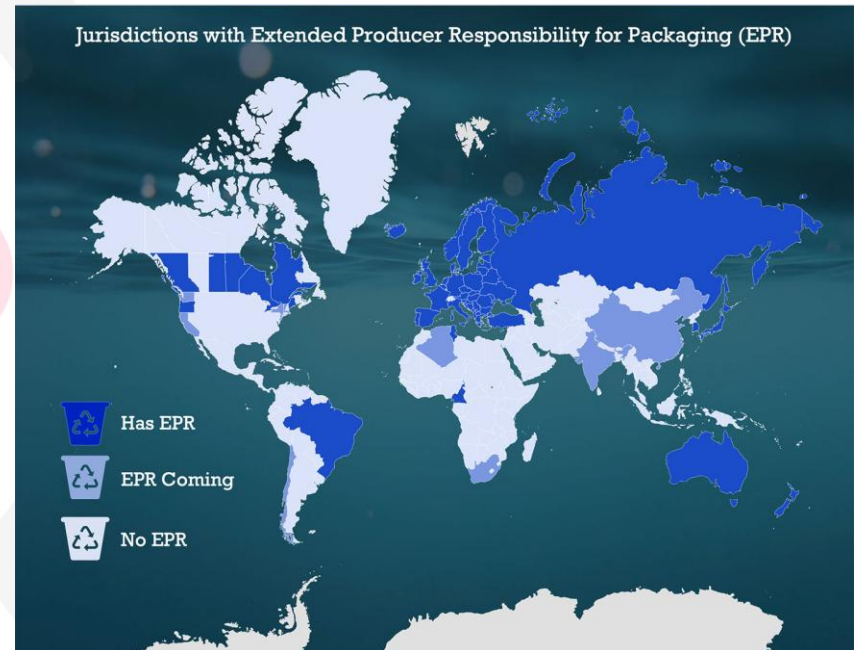 Jurisdictions with Extended Producer Responsibility for Packaging (EPR)
Has EPR
EPR Coming
No EPR